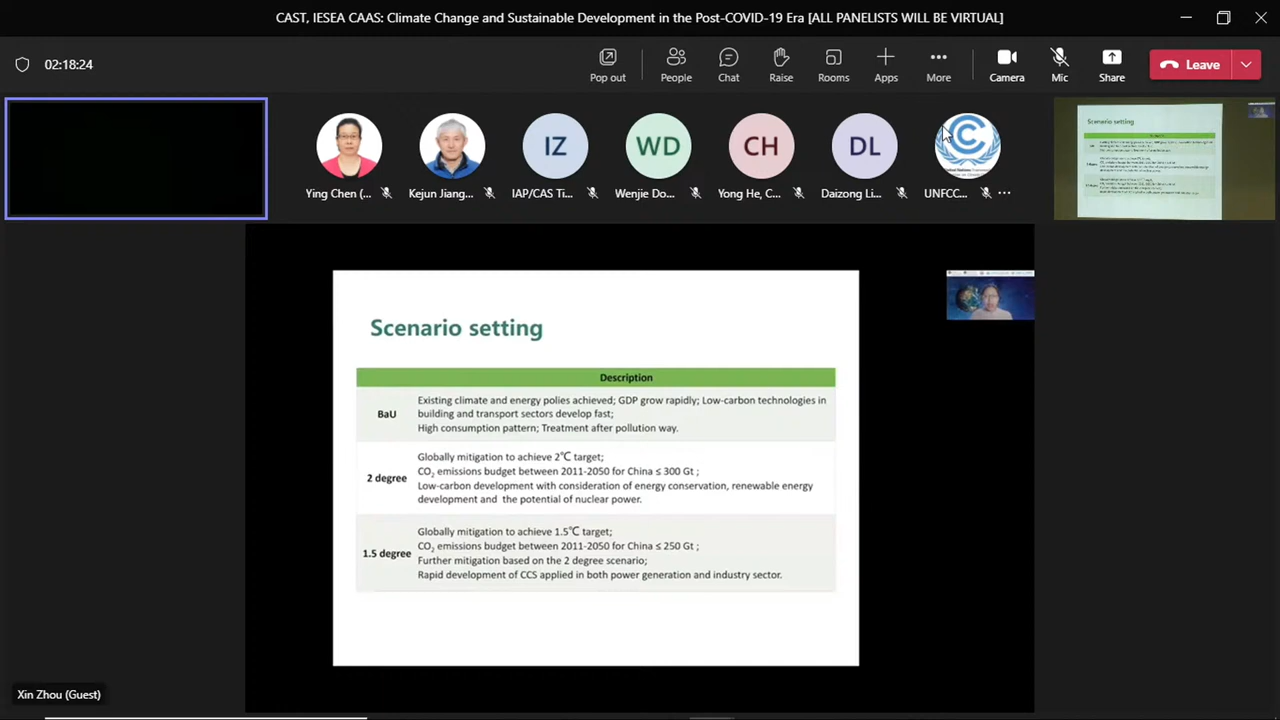 CAST, IESEA CAAS: Climate Change and Sustainable Development in the Post-COVID-19 Era [ALL PANELISTS WILL BE VIRTUAL]
02:18:24
Pop out
People
Chat
Raise
Rooms
Apps
More
Camera
Mic
Share
Leave
IZ
WD
CH
DL
Ying Chen (...
IAP/CAS Ti...
Wenjie Do...
Yong He, C...
Darzong Li...
UNFCC...
Scenario setting
Description
BaU
Existing climate and energy polies achieved; GDP grow rapidly; Low-carbon technologies in
building and transport sectors develop fast;
High consumption pattern; Treatment after pollution way.
2 degree
Globally mitigation to achieve 2℃ target;
CO₂ emissions budget between 2011-2050 for China ≤ 300 Gt ;
Low-carbon development with consideration of energy conservation, renewable energy
development and the potential of nuclear power.
1.5 degree
Globally mitigation to achieve 1.5℃ target;
CO₂ emissions budget between 2011-2050 for China ≤ 250 Gt ;
Further mitigation based on the 2 degree scenario;
Rapid development of CCS applied in both power generation and industry sector.
Scenario setting
Xin Zhou (Guest)